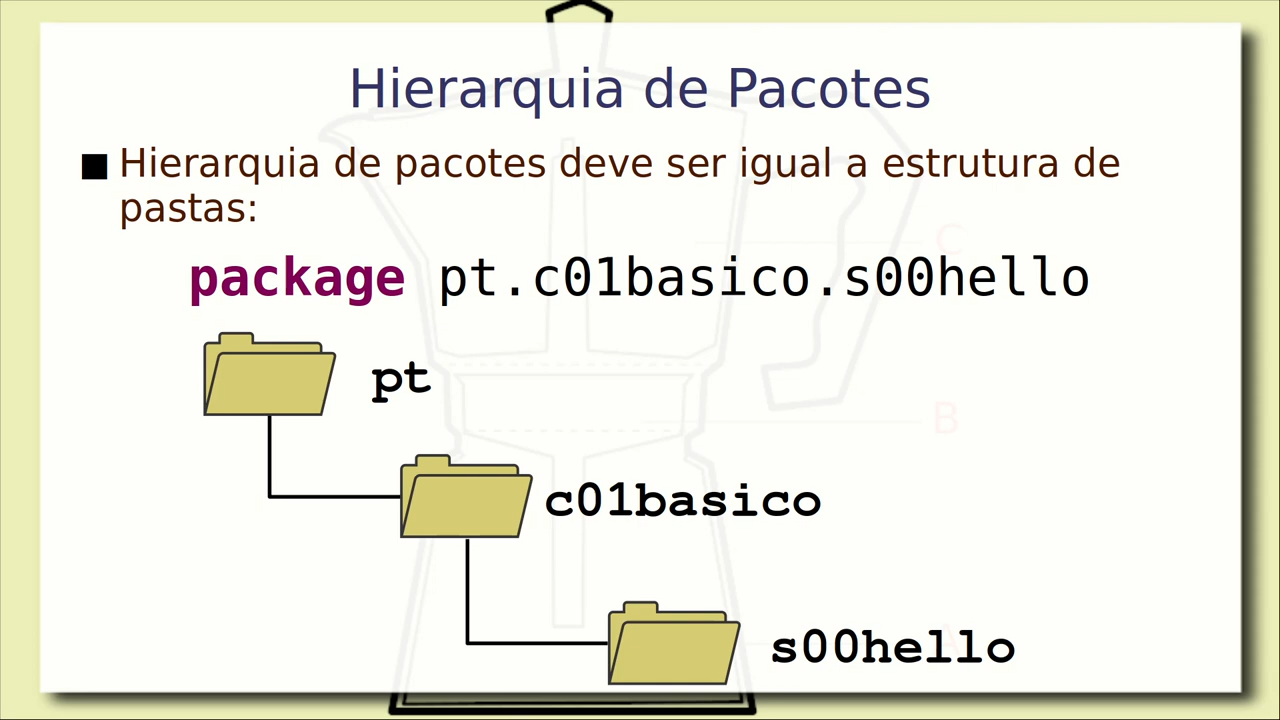 Hierarquia de Pacotes
Hierarquia de pacotes deve ser igual a estrutura de
pastas:
package pt.c01basico.s00hello
C
pt
B
c01basico
s00hello